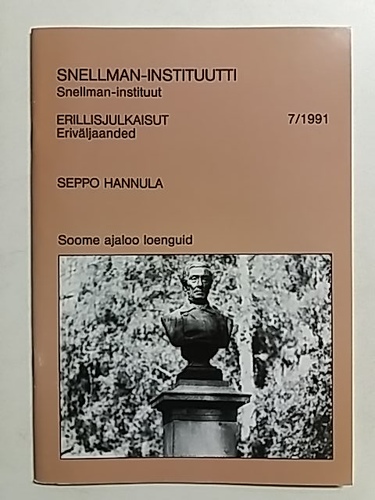 SNELLMAN-INSTITUUTTI
Snellman-instituut
ERILLISJULKAISUT 7/1991
Eriväljaanded
SEPPO HANNULA
Soome ajaloo loenguid